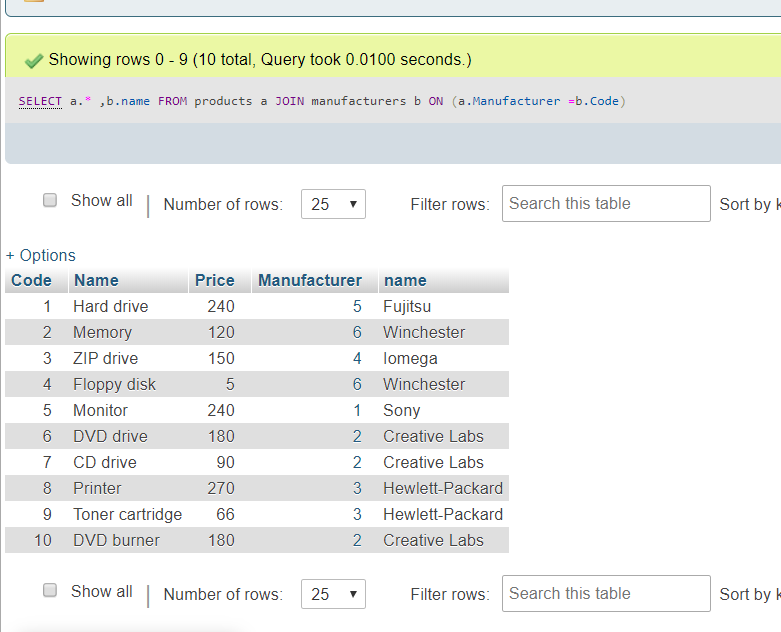 Showing rows 0 - 9 (10 total, Query took 0.0100 seconds.)
SELECT a.* ,b.name FROM products a JOIN manufacturers b ON (a.Manufacturer =b.Code)
Show all | Number of rows: 25 Filter rows: Search this table Sort by k
+ Options
Code Name Price Manufacturer name
1 Hard drive 240 5 Fujitsu
2 Memory 120 6 Winchester
3 ZIP drive 150 4 Iomega
4 Floppy disk 5 6 Winchester
5 Monitor 240 1 Sony
6 DVD drive 180 2 Creative Labs
7 CD drive 90 2 Creative Labs
8 Printer 270 3 Hewlett-Packard
9 Toner cartridge 66 3 Hewlett-Packard
10 DVD burner 180 2 Creative Labs
Show all | Number of rows: 25 Filter rows: Search this table Sort by k